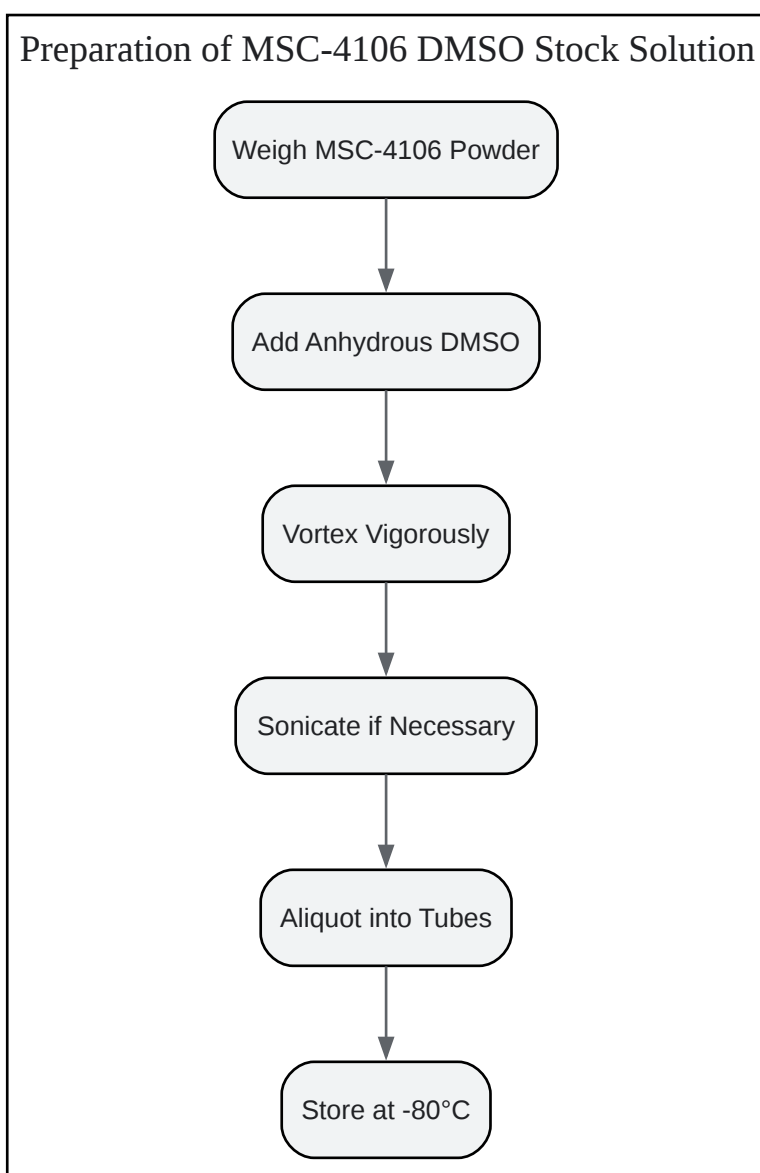 Preparation of MSC-4106 DMSO Stock Solution
Weigh MSC-4106 Powder
Add Anhydrous DMSO
Vortex Vigorously
Sonicate if Necessary
Aliquot into Tubes
Store at -80°C